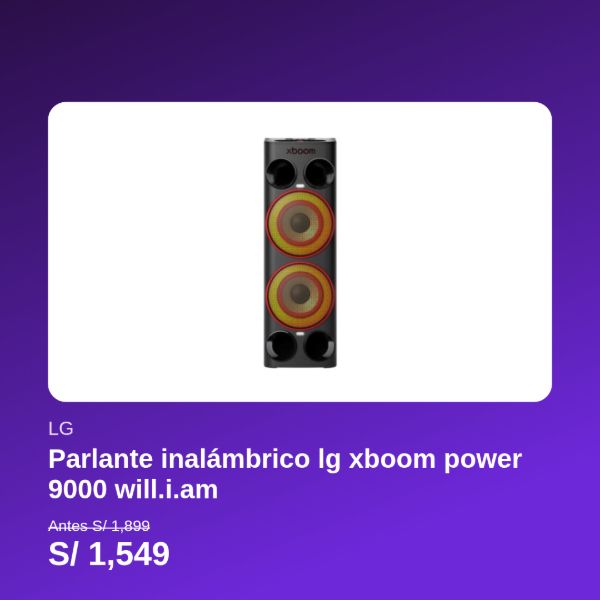 xboom
LG
Parlante inalámbrico lg xboom power
9000 will.i.am
Antes S/ 1,899
S/ 1,549